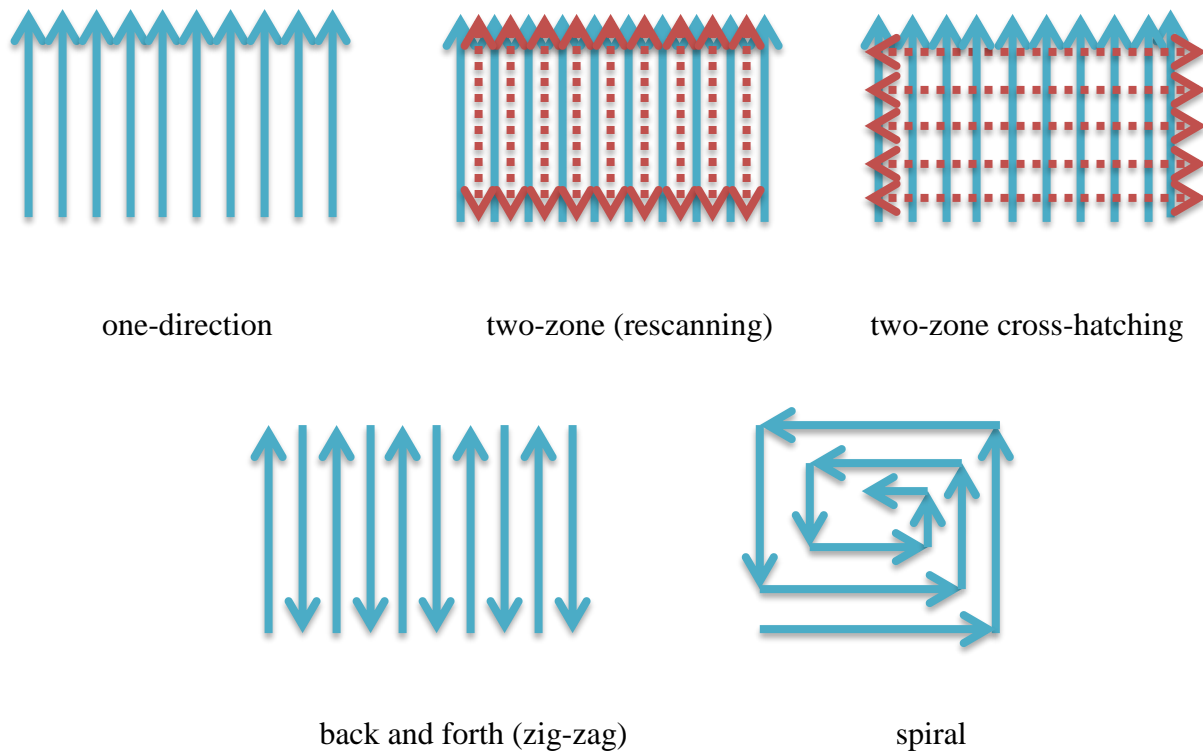 one-direction
two-zone (rescanning)
two-zone cross-hatching
back and forth (zig-zag)
spiral